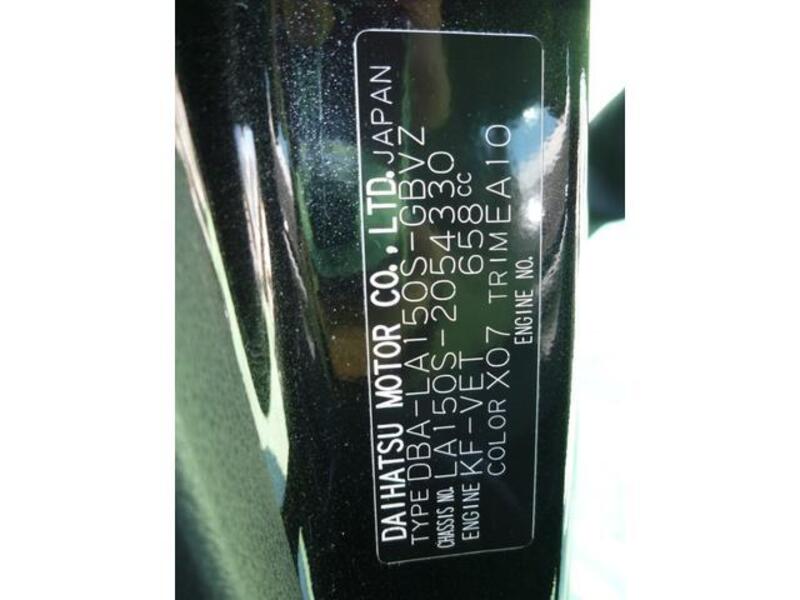 DAIHATSU MOTOR CO., LTD. JAPAN
TYPE DBA-LA150S-GBVZ
CHASSIS NO. LA150S-2054330
ENGINE KF-VET 658CC
COLOR X07 TRIM EA10
ENGINE NO.